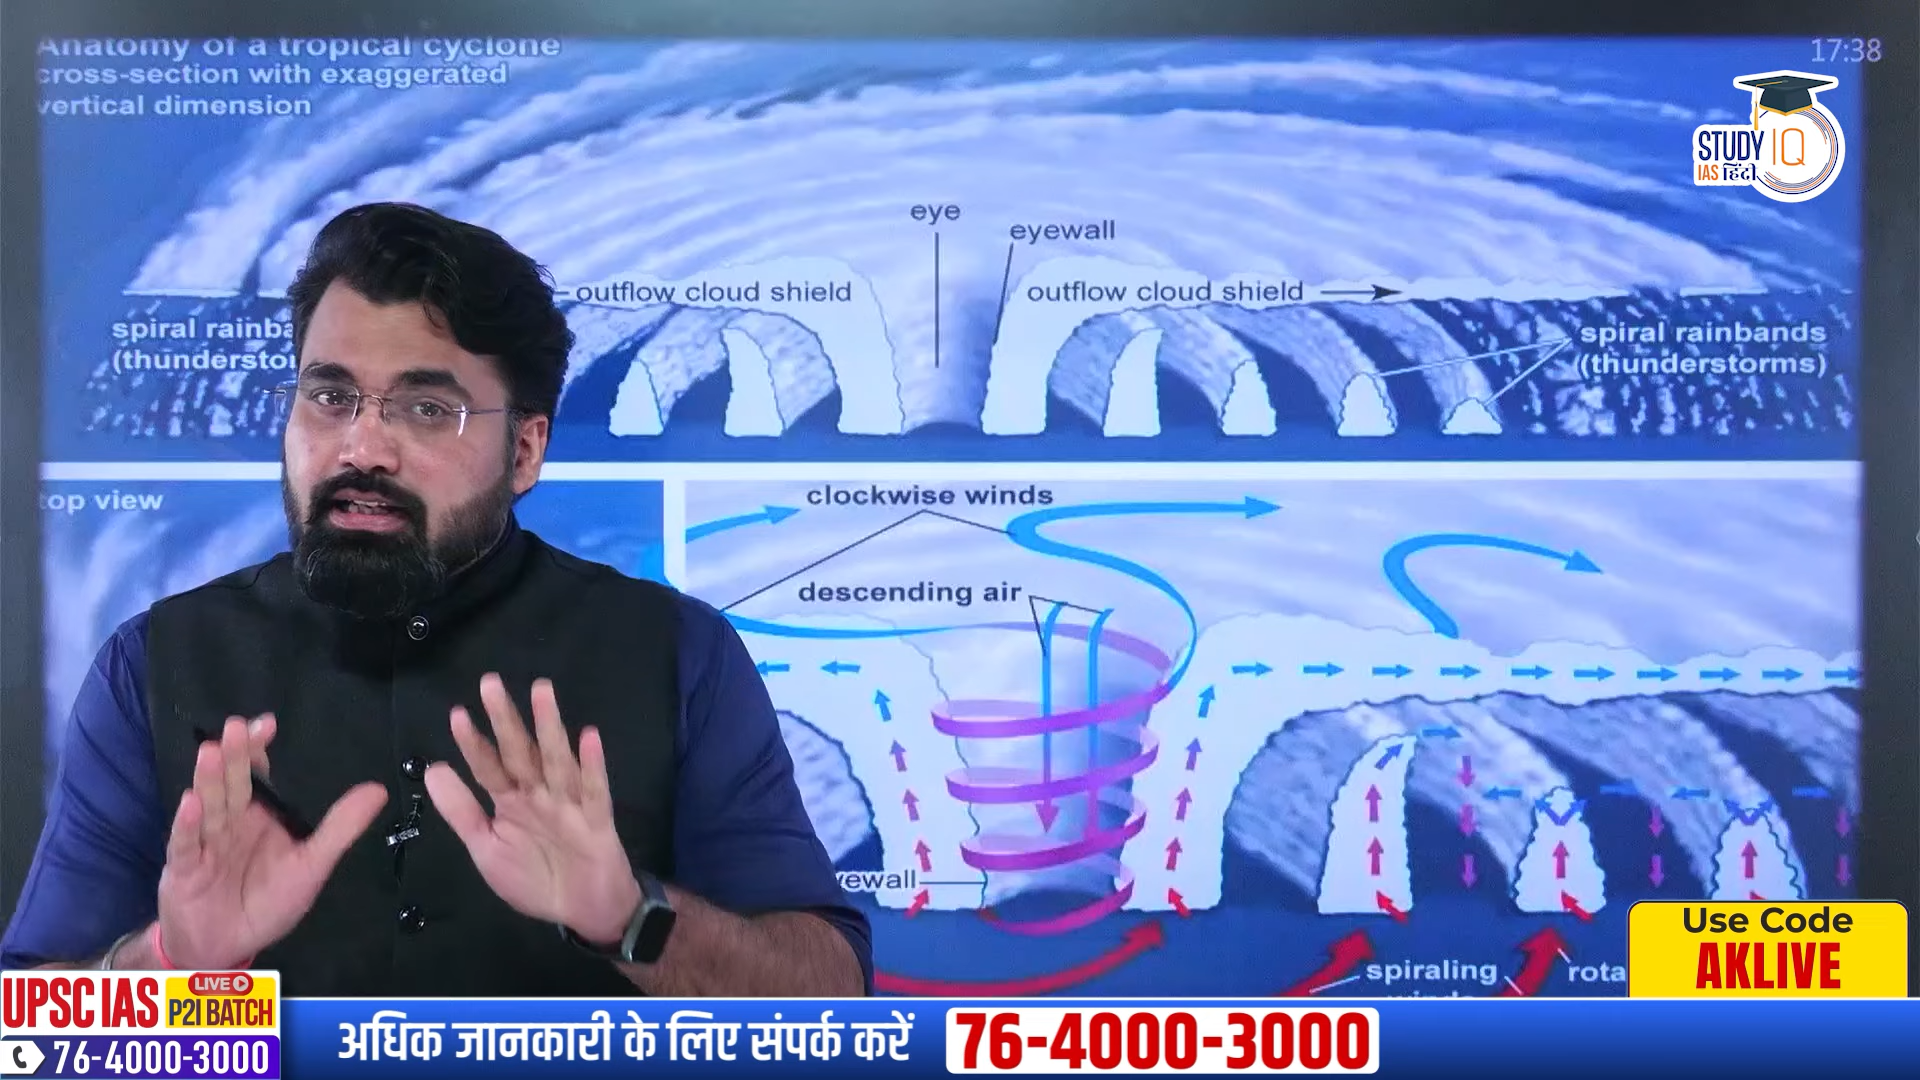 Anatomy of a tropical cyclone
cross-section with exaggerated
vertical dimension
17:38
STUDY IQ
IAS हिंदी
eye
eyewall
outflow cloud shield
outflow cloud shield
spiral
(thunderstor
spiral rainbands
(thunderstorms)
top view
clockwise winds
descending air
yewall
spiraling
rota
Use Code
AKLIVE
UPSC IAS
LIVE
P2I BATCH
76-4000-3000
अधिक जानकारी के लिए संपर्क करें
76-4000-3000